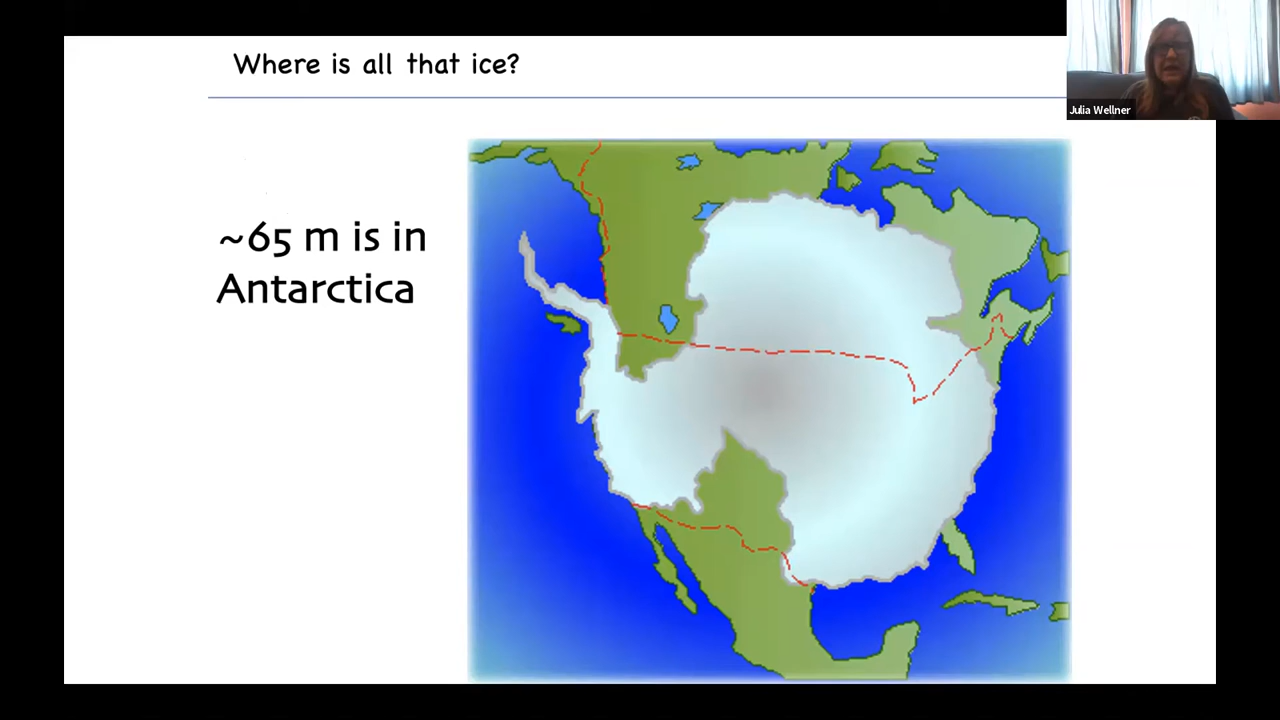 Where is all that ice?
Julia Wellner
~65 m is in
Antarctica